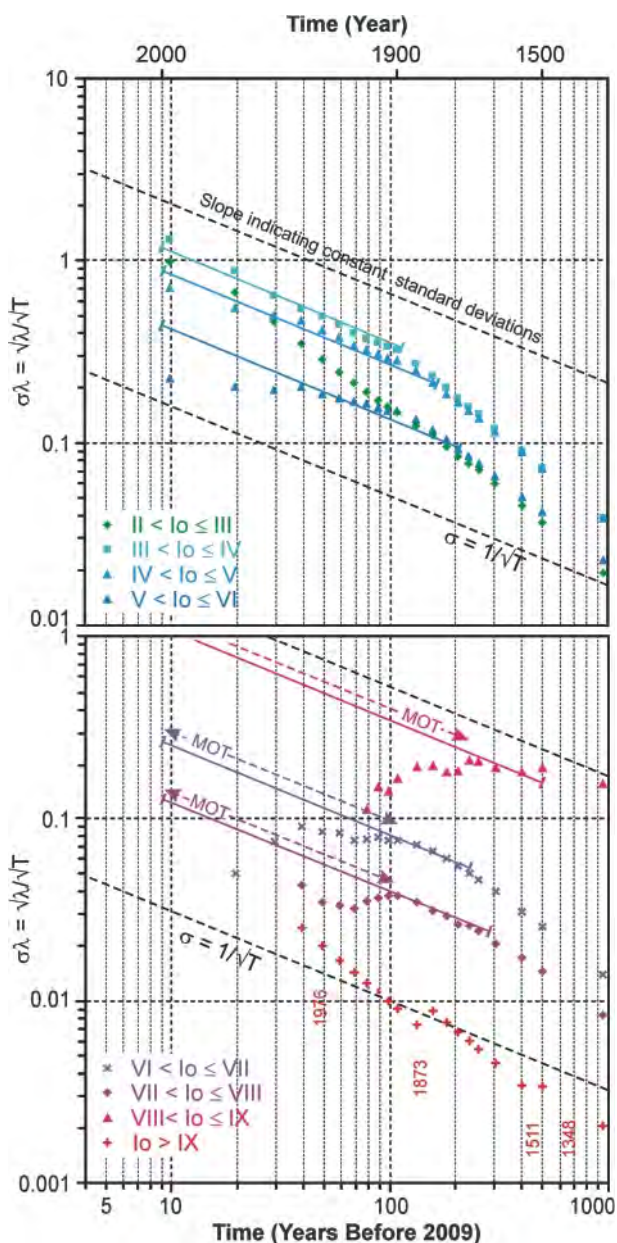 Time (Year)
2000 1900 1500
10
1
0.1
0.01
σλ = √λ/√T
Slope indicating constant standard deviations
σ = 1/√T
II < Io ≤ III
III < Io ≤ IV
IV < Io ≤ V
V < Io ≤ VI
1
0.1
0.01
0.001
σλ = √λ/√T
MOT
MOT
MOT
σ = 1/√T
1976
1873
1511
1348
VI < Io ≤ VII
VII < Io ≤ VIII
VIII< Io ≤ IX
Io > IX
5 10 100 1000
Time (Years Before 2009)